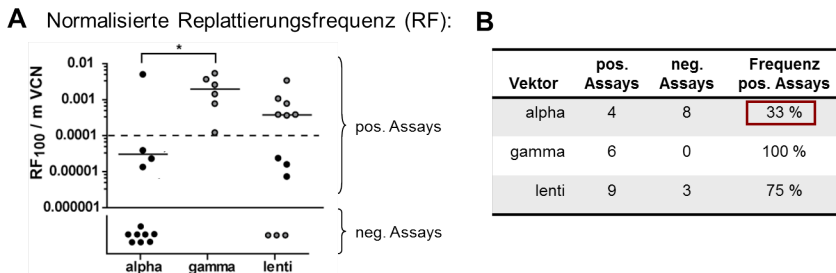 A Normalisierte Replattierungsfrequenz (RF):
*
RF100 / m VCN
0.01
0.001
0.0001
0.00001
0.000001
pos. Assays
neg. Assays
alpha gamma lenti
B
Vektor pos. Assays neg. Assays Frequenz pos. Assays
alpha 4 8 33 %
gamma 6 0 100 %
lenti 9 3 75 %